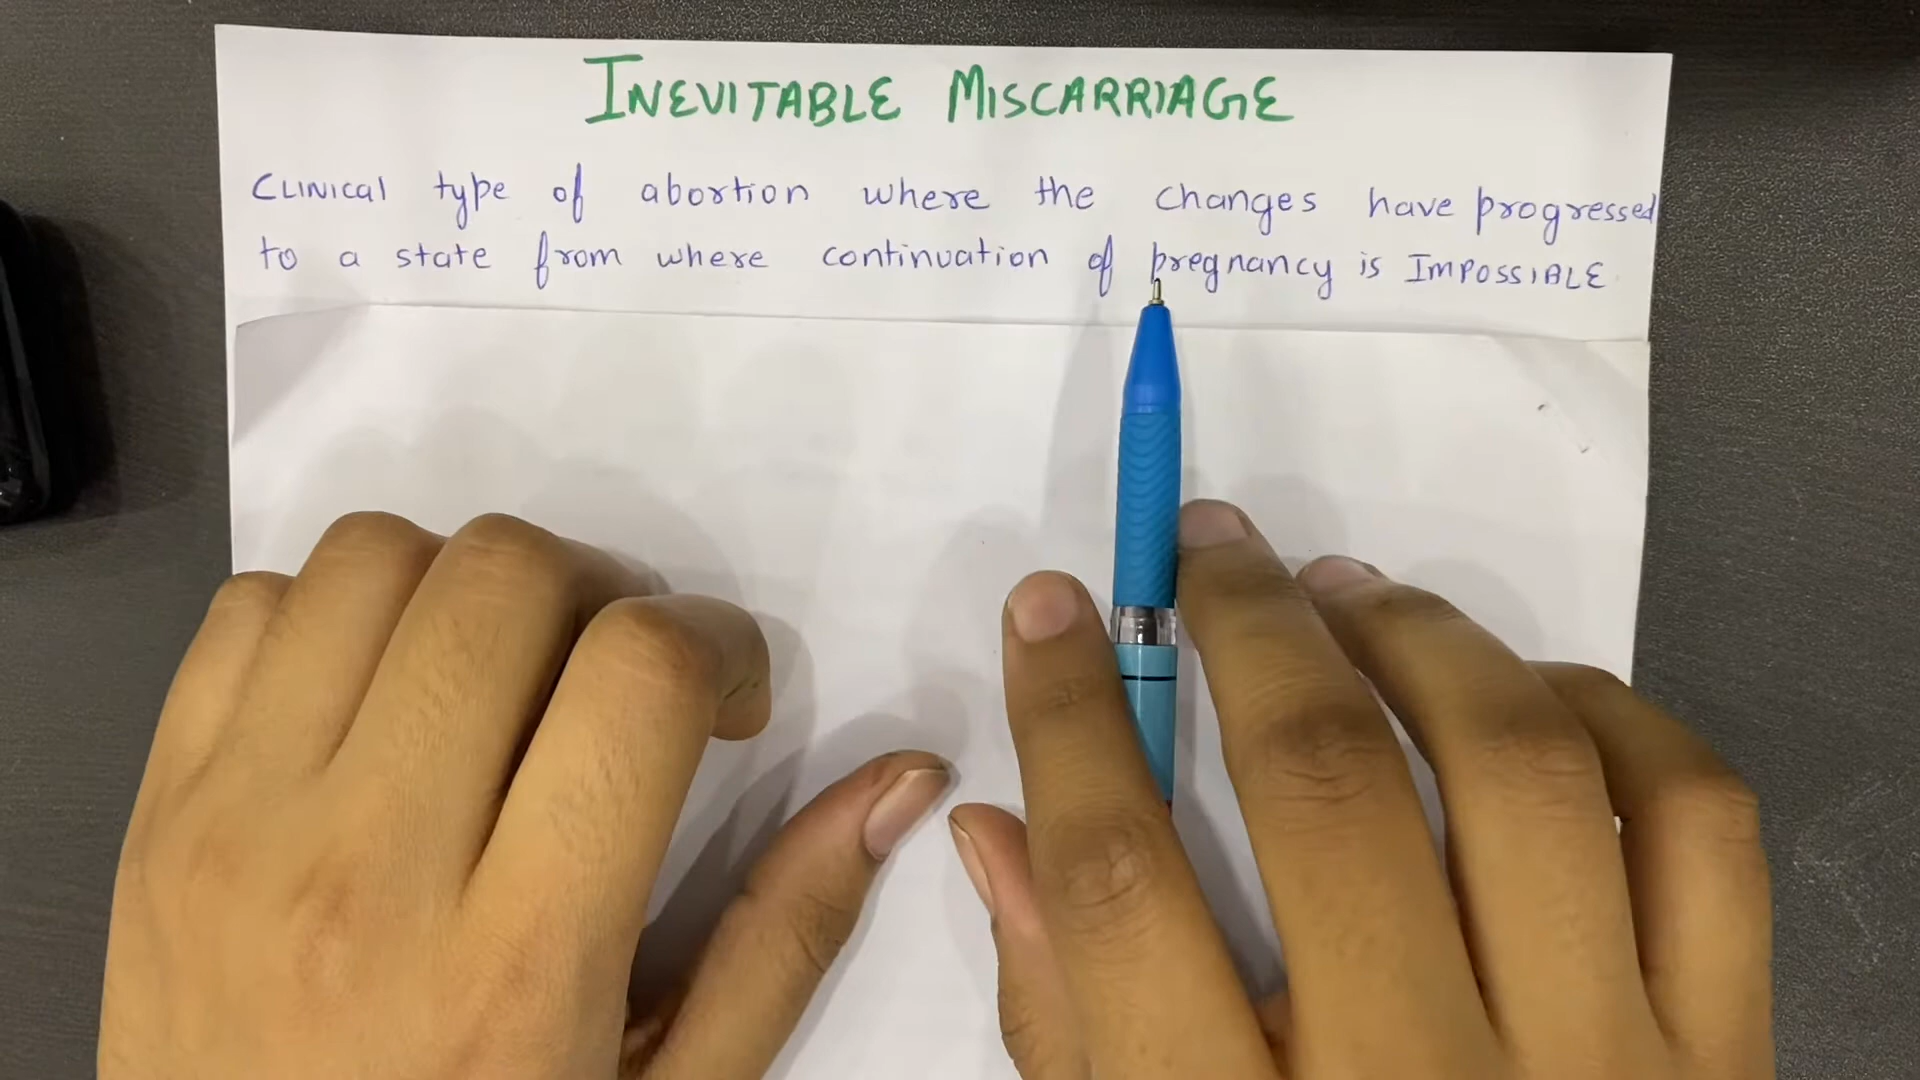 INEVITABLE MISCARRIAGE
CLINICAL type of abortion where the changes have progressed
to a state from where continuation of pregnancy is IMPOSSIBLE